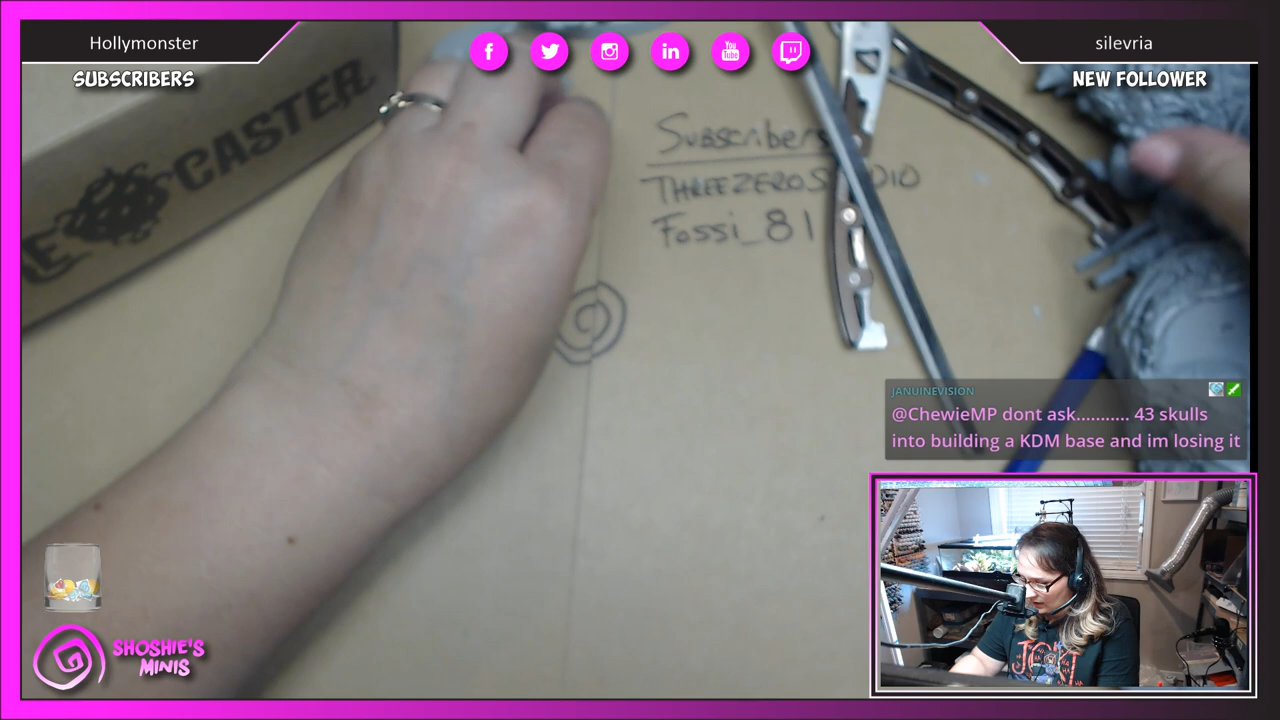 Hollymonster
SUBSCRIBERS
silevria
NEW FOLLOWER
CASTER
Subscribers
THREEZERO
Fossi_81
JANUINEVISION
@ChewieMP dont ask........... 43 skulls
into building a KDM base and im losing it
SHOSHIE'S
MINIS